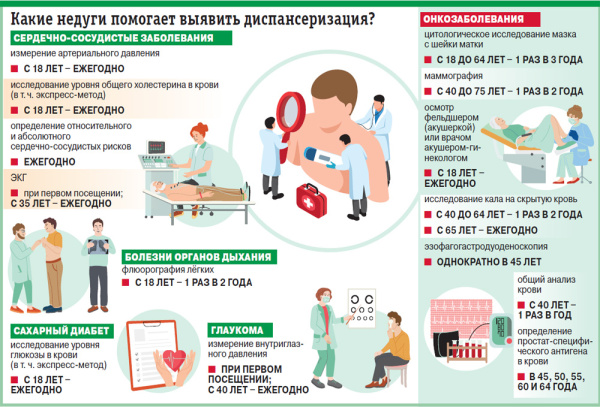 Какие недуги помогает выявить диспансеризация?
СЕРДЕЧНО-СОСУДИСТЫЕ ЗАБОЛЕВАНИЯ
измерение артериального давления
С 18 ЛЕТ – ЕЖЕГОДНО
исследование уровня общего холестерина в крови
(в т. ч. экспресс-метод)
С 18 ЛЕТ – ЕЖЕГОДНО
определение относительного
и абсолютного
сердечно-сосудистых рисков
ЕЖЕГОДНО
ЭКГ
при первом посещении;
С 35 ЛЕТ – ЕЖЕГОДНО
БОЛЕЗНИ ОРГАНОВ ДЫХАНИЯ
флюорография лёгких
С 18 ЛЕТ – 1 РАЗ В 2 ГОДА
САХАРНЫЙ ДИАБЕТ
исследование уровня
глюкозы в крови
(в т. ч. экспресс-метод)
С 18 ЛЕТ –
ЕЖЕГОДНО
ГЛАУКОМА
измерение внутриглаз-
ного давления
ПРИ ПЕРВОМ
ПОСЕЩЕНИИ;
С 40 ЛЕТ – ЕЖЕГОДНО
ОНКОЗАБОЛЕВАНИЯ
цитологическое исследование мазка
с шейки матки
С 18 ДО 64 ЛЕТ – 1 РАЗ В 3 ГОДА
маммография
С 40 ДО 75 ЛЕТ – 1 РАЗ В 2 ГОДА
осмотр
фельдшером
(акушеркой)
или врачом
акушером-ги-
некологом
С 18 ЛЕТ –
ЕЖЕГОДНО
исследование кала на скрытую кровь
С 40 ДО 64 ЛЕТ – 1 РАЗ В 2 ГОДА
С 65 ЛЕТ – ЕЖЕГОДНО
эзофагогастродуоденоскопия
ОДНОКРАТНО В 45 ЛЕТ
общий анализ
крови
С 40 ЛЕТ –
1 РАЗ В ГОД
определение
простат-специфи-
ческого антигена
в крови
В 45, 50, 55,
60 И 64 ГОДА